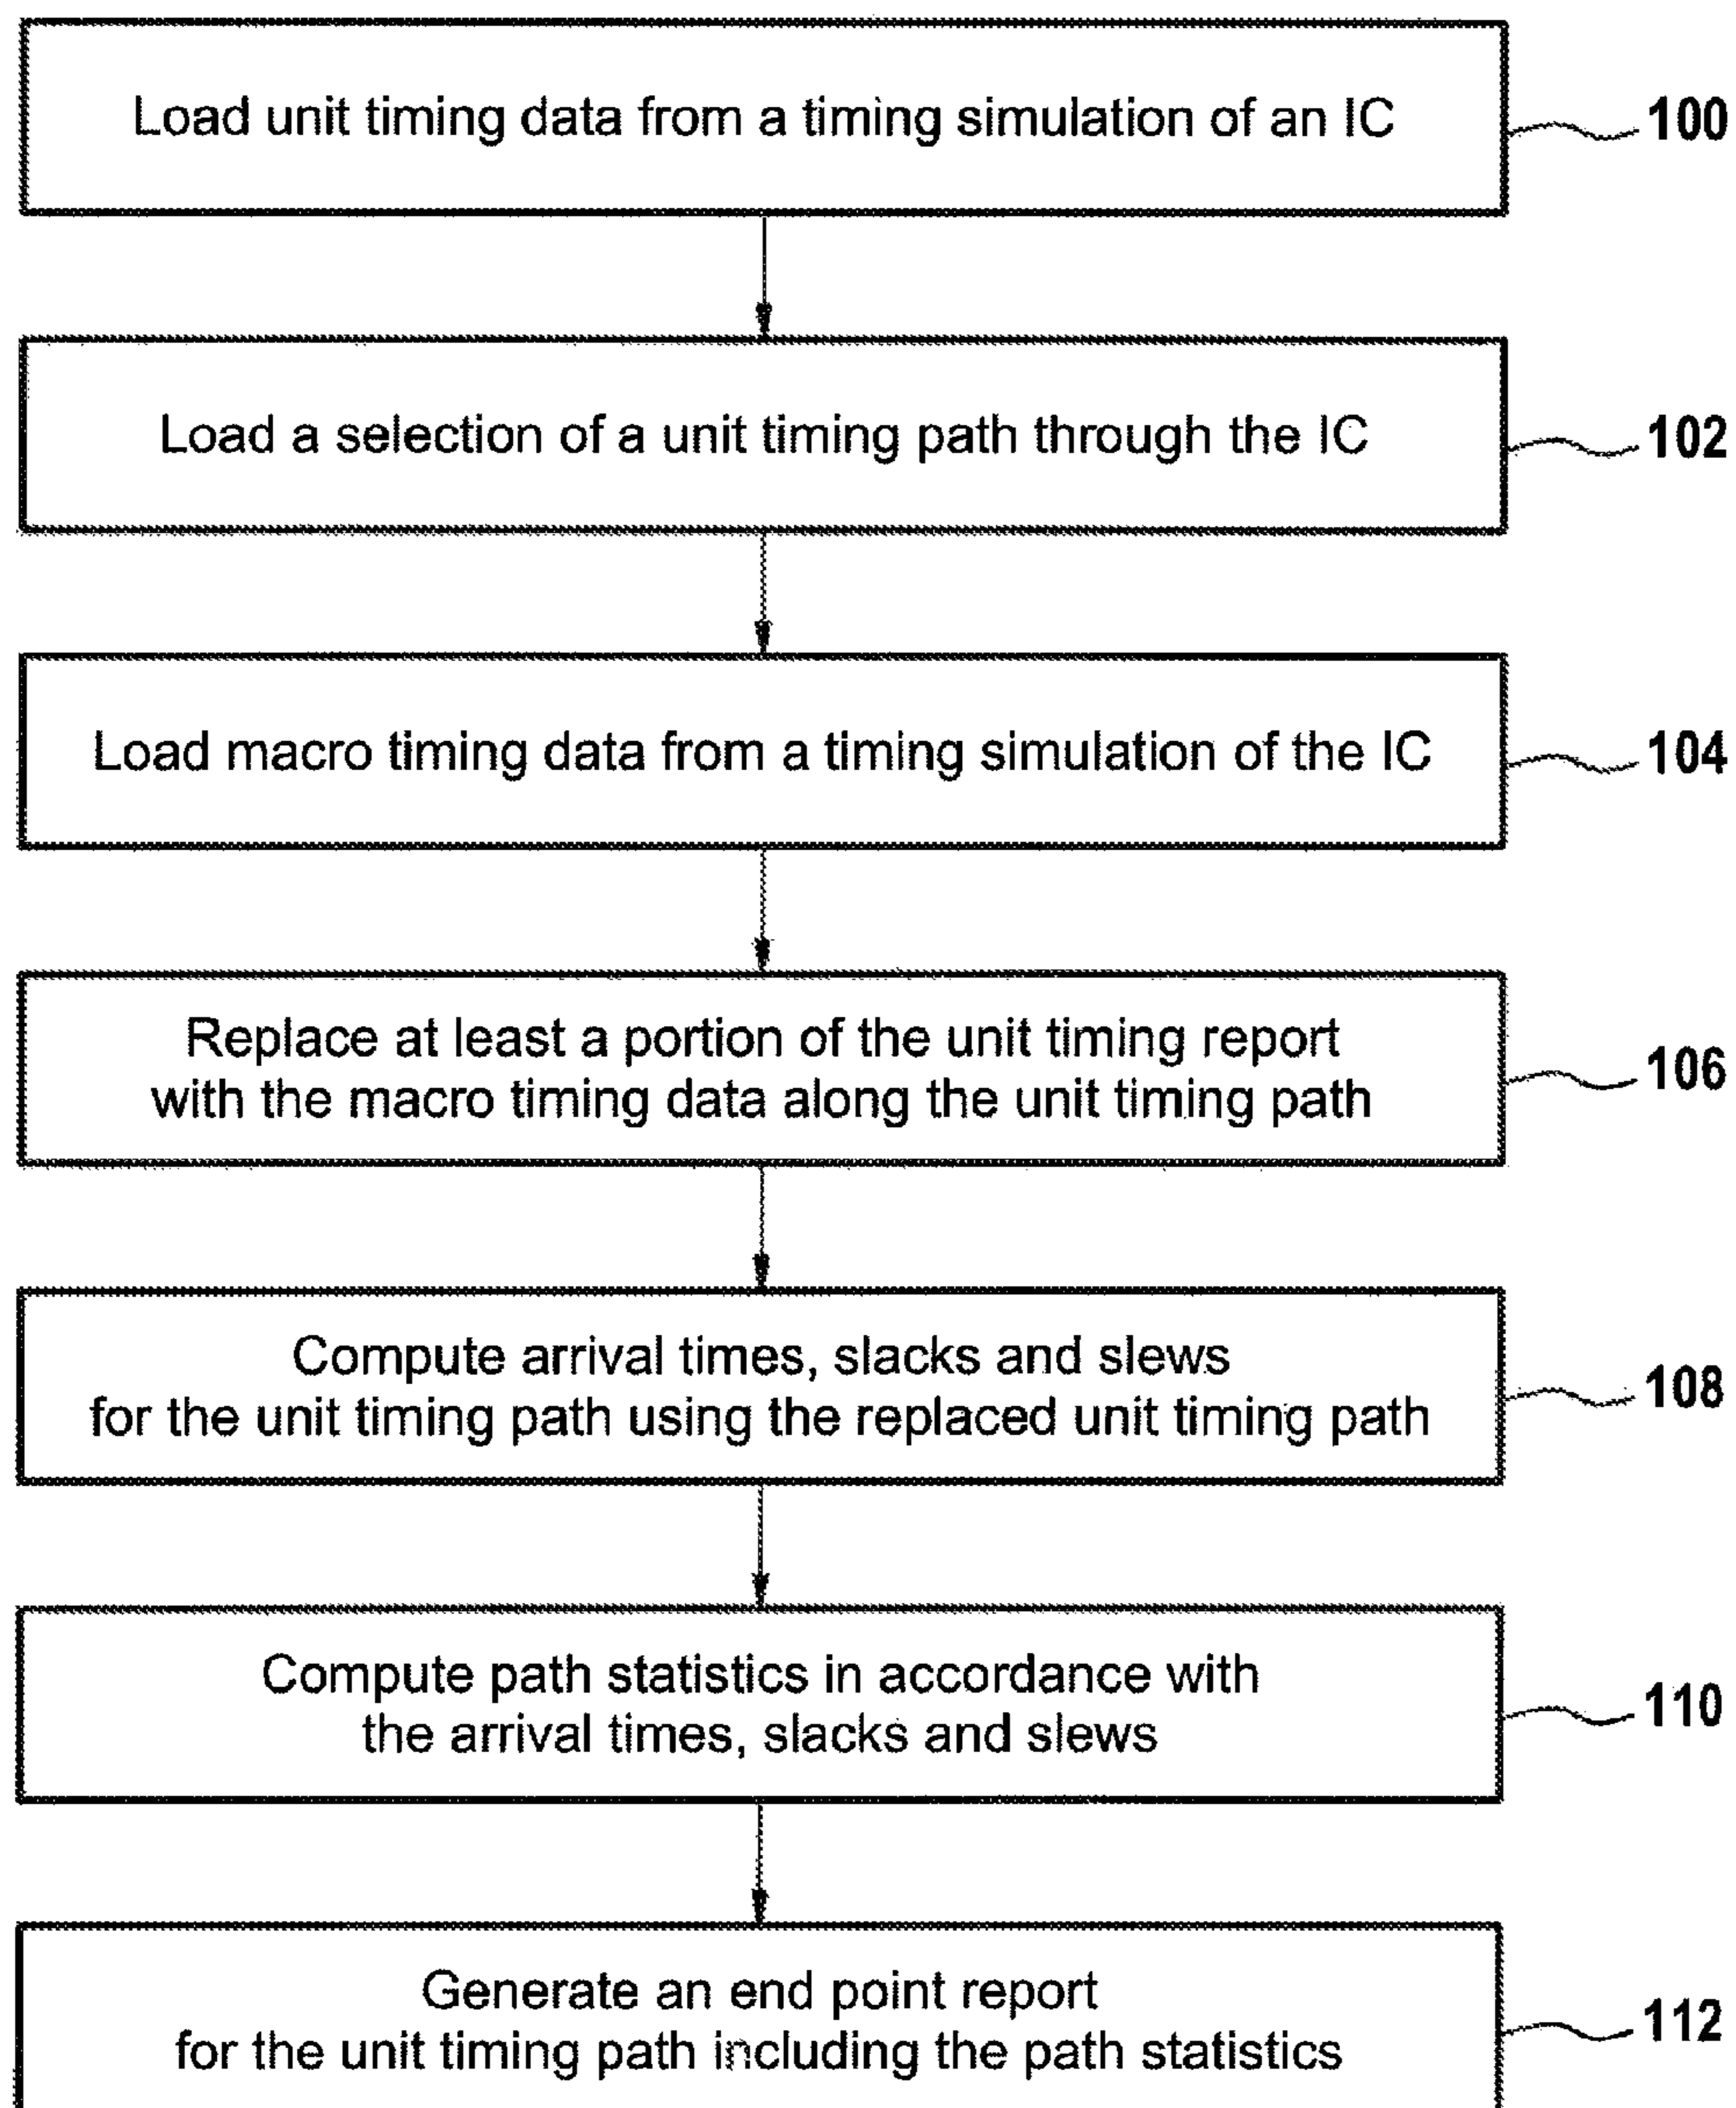 Load unit timing data from a timing simulation of an IC
100
Load a selection of a unit timing path through the IC
102
Load macro timing data from a timing simulation of the IC
104
Replace at least a portion of the unit timing report
with the macro timing data along the unit timing path
106
Compute arrival times, slacks and slews
for the unit timing path using the replaced unit timing path
108
Compute path statistics in accordance with
the arrival times, slacks and slews
110
Generate an end point report
for the unit timing path including the path statistics
112